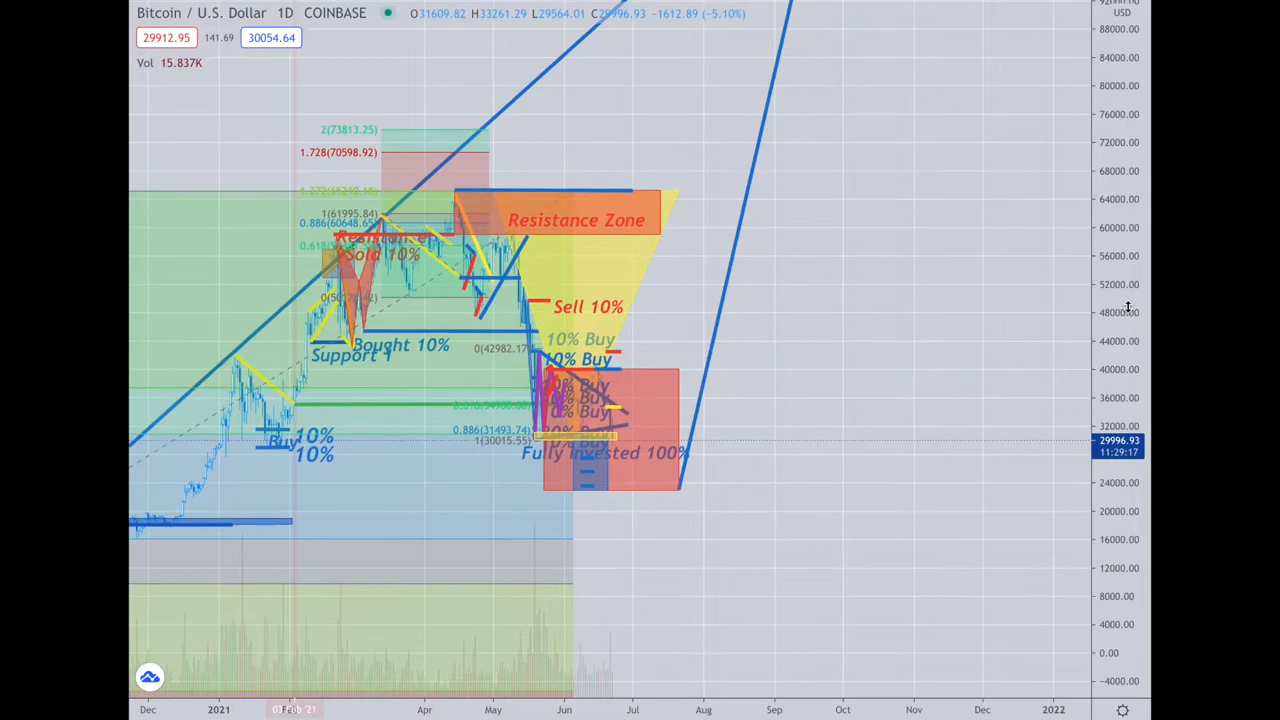 Bitcoin / U.S. Dollar 1D COINBASE O31609.82 H33261.29 L29564.01 C29996.93 −1612.89 (−5.10%)
29912.95 141.69 30054.64
Vol 15.837K
USD
88000.00
84000.00
80000.00
76000.00
72000.00
68000.00
64000.00
60000.00
56000.00
52000.00
48000.00
44000.00
40000.00
36000.00
32000.00
29996.93
11:29:17
24000.00
20000.00
16000.00
12000.00
8000.00
4000.00
0.00
−4000.00
2(73813.25)
1.728(70598.92)
1(61995.84)
0.886(60648.65)
Resistance Zone
Resistance
Sold 10%
Sell 10%
Bought 10%
Support 1
0(42982.17)
10% Buy
10% Buy
10% Buy
0.886(31493.74)
1(30015.55)
Fully Invested 100%
10%
Buy
10%
Dec 2021 Feb Apr May Jun Jul Aug Sep Oct Nov Dec 2022